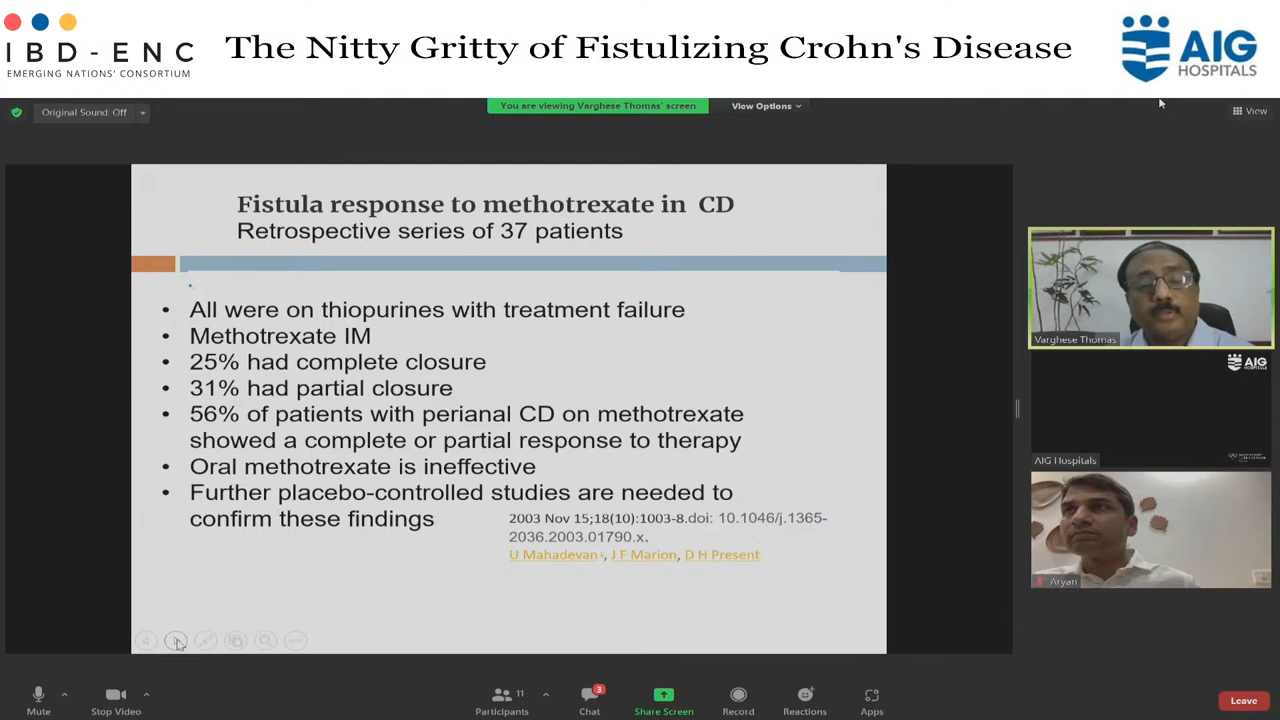 IBD-ENC
EMERGING NATIONS' CONSORTIUM
The Nitty Gritty of Fistulizing Crohn's Disease
AIG
HOSPITALS
Original Sound: Off
You are viewing Varghese Thomas' screen
View Options
View
Fistula response to methotrexate in CD
Retrospective series of 37 patients
• All were on thiopurines with treatment failure
• Methotrexate IM
• 25% had complete closure
• 31% had partial closure
• 56% of patients with perianal CD on methotrexate
showed a complete or partial response to therapy
• Oral methotrexate is ineffective
• Further placebo-controlled studies are needed to
confirm these findings
2003 Nov 15;18(10):1003-8.doi: 10.1046/j.1365-
2036.2003.01790.x.
U Mahadevan, J F Marion, D H Present
Varghese Thomas
AIG
HOSPITALS
AIG Hospitals
Aryan
Mute
Stop Video
11
Participants
3
Chat
Share Screen
Record
Reactions
Apps
Leave